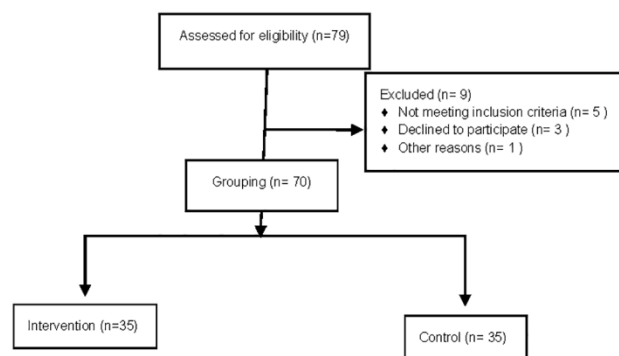 Assessed for eligibility (n=79)
Excluded (n= 9)
♦ Not meeting inclusion criteria (n= 5 )
♦ Declined to participate (n= 3 )
♦ Other reasons (n= 1 )
Grouping (n= 70)
Intervention (n=35)
Control (n= 35)